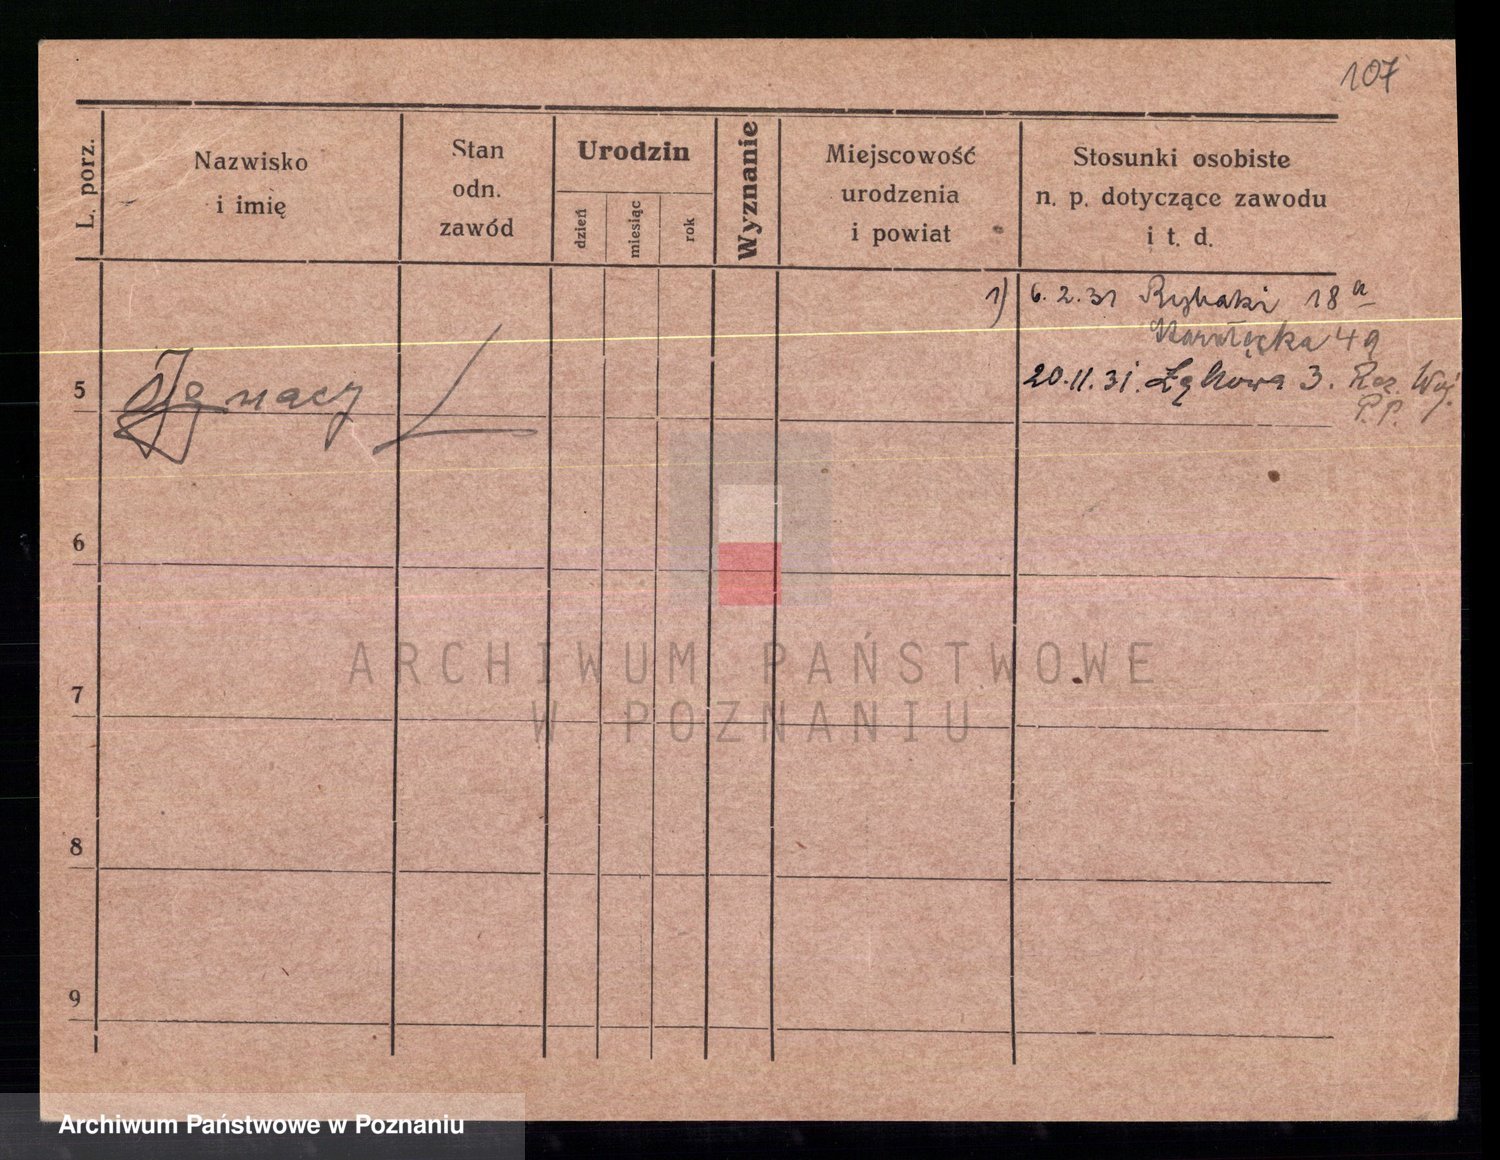 107
L. porz.
Nazwisko
i imię
Stan
odn.
zawód
Urodzin
dzień
miesiąc
rok
Wyznanie
Miejscowość
urodzenia
i powiat
Stosunki osobiste
n. p. dotyczące zawodu
i t. d.
1) 6. 2. 31 Rybaki 18a
49
5 Ignacy
20. 11. 31. Łąkowa 3.
P. P.
6
7
8
9
ARCHIWUM PAŃSTWOWE
W POZNANIU
Archiwum Państwowe w Poznaniu